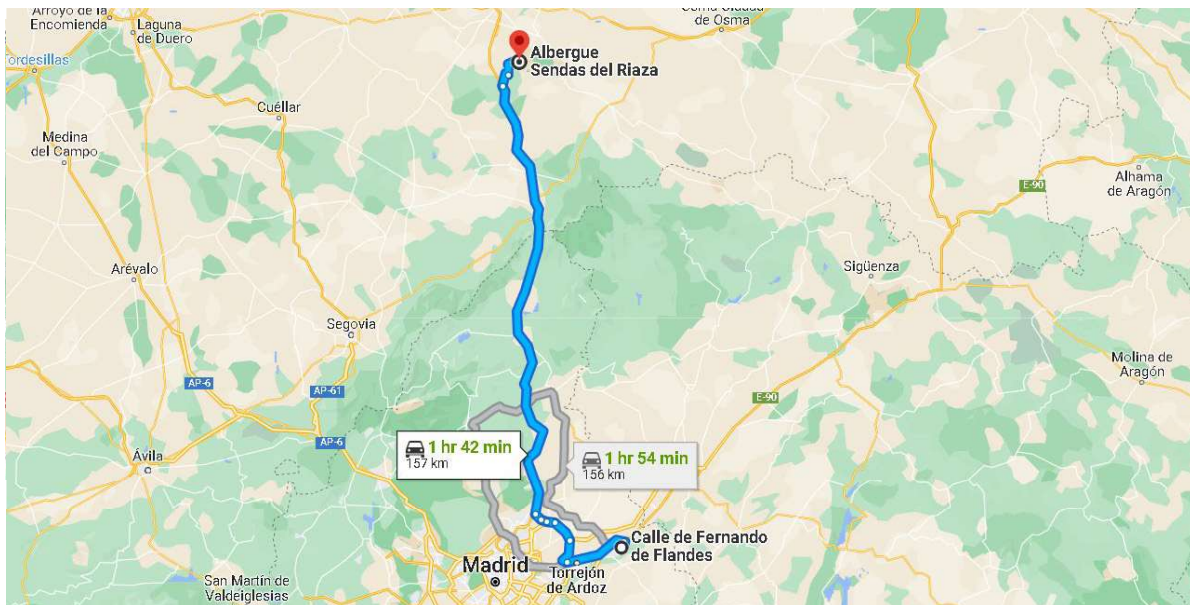 Arroyo de la
Encomienda
Laguna
de Duero
ordesillas
de Osma
Albergue
Sendas del Riaza
Cuéllar
Medina
del Campo
Alhama
de Aragón
E-90
Arévalo
Sigüenza
Segovia
AP-6
AP-61
Molina de
Aragón
E-90
AP-6
1 hr 42 min
157 km
1 hr 54 min
156 km
Ávila
Calle de Fernando
de Flandes
Madrid
Torrejón
de Ardoz
San Martín de
Valdeiglesias